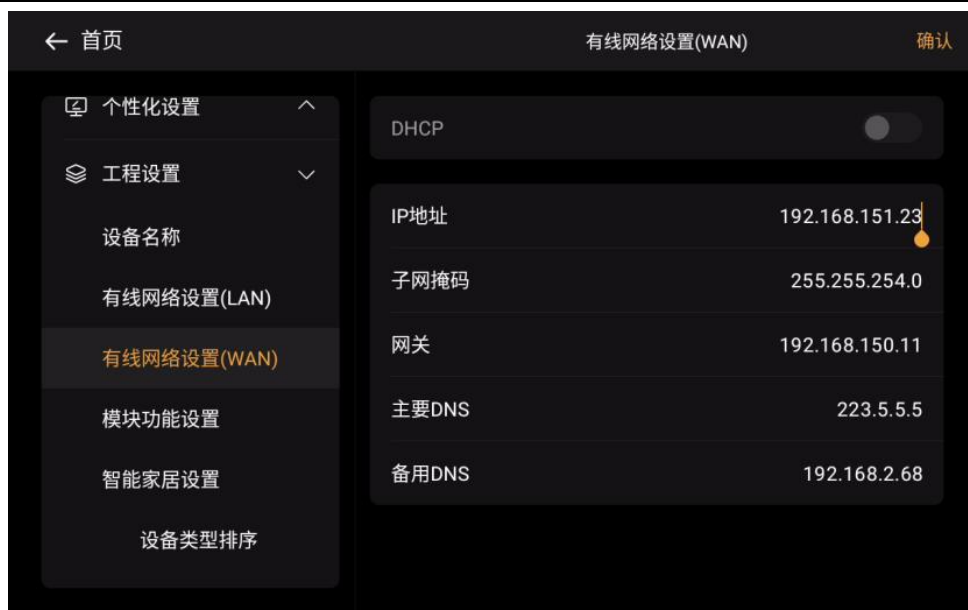 首页
有线网络设置(WAN)
确认
个性化设置
工程设置
设备名称
有线网络设置(LAN)
有线网络设置(WAN)
模块功能设置
智能家居设置
设备类型排序
DHCP
IP地址 192.168.151.23
子网掩码 255.255.254.0
网关 192.168.150.11
主要DNS 223.5.5.5
备用DNS 192.168.2.68